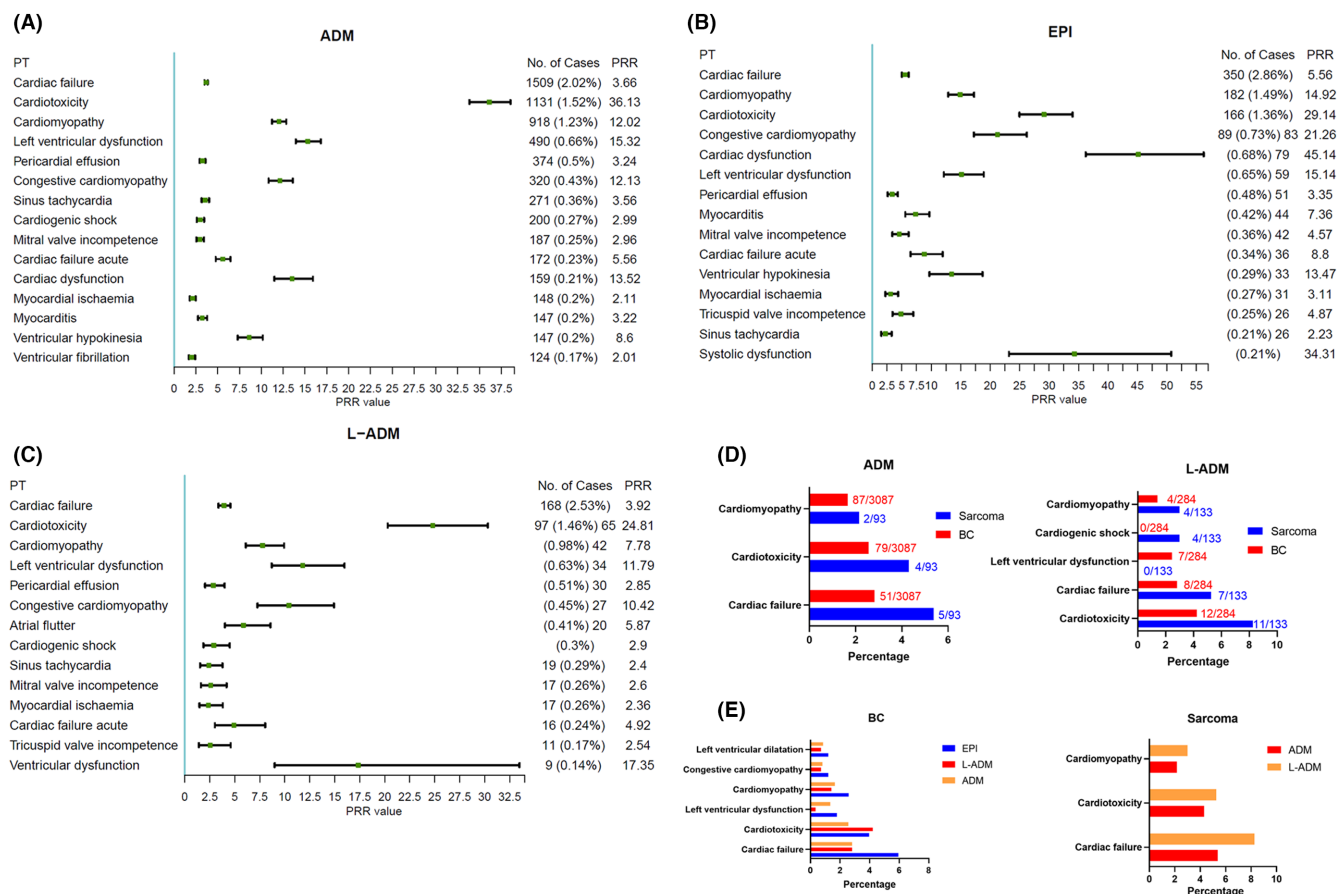 (A)
ADM
PT No. of Cases PRR
Cardiac failure 1509 (2.02%) 3.66
Cardiotoxicity 1131 (1.52%) 36.13
Cardiomyopathy 918 (1.23%) 12.02
Left ventricular dysfunction 490 (0.66%) 15.32
Pericardial effusion 374 (0.5%) 3.24
Congestive cardiomyopathy 320 (0.43%) 12.13
Sinus tachycardia 271 (0.36%) 3.56
Cardiogenic shock 200 (0.27%) 2.99
Mitral valve incompetence 187 (0.25%) 2.96
Cardiac failure acute 172 (0.23%) 5.56
Cardiac dysfunction 159 (0.21%) 13.52
Myocardial ischaemia 148 (0.2%) 2.11
Myocarditis 147 (0.2%) 3.22
Ventricular hypokinesia 147 (0.2%) 8.6
Ventricular fibrillation 124 (0.17%) 2.01
0 2.5 5 7.5 10 12.5 15 17.5 20 22.5 25 27.5 30 32.5 35 37.5
PRR value
(B)
EPI
PT No. of Cases PRR
Cardiac failure 350 (2.86%) 5.56
Cardiomyopathy 182 (1.49%) 14.92
Cardiotoxicity 166 (1.36%) 29.14
Congestive cardiomyopathy 89 (0.73%) 83 21.26
Cardiac dysfunction (0.68%) 79 45.14
Left ventricular dysfunction (0.65%) 59 15.14
Pericardial effusion (0.48%) 51 3.35
Myocarditis (0.42%) 44 7.36
Mitral valve incompetence (0.36%) 42 4.57
Cardiac failure acute (0.34%) 36 8.8
Ventricular hypokinesia (0.29%) 33 13.47
Myocardial ischaemia (0.27%) 31 3.11
Tricuspid valve incompetence (0.25%) 26 4.87
Sinus tachycardia (0.21%) 26 2.23
Systolic dysfunction (0.21%) 34.31
0 2.5 5 7.5 10 15 20 25 30 35 40 45 50 55
PRR value
(C)
L-ADM
PT No. of Cases PRR
Cardiac failure 168 (2.53%) 3.92
Cardiotoxicity 97 (1.46%) 65 24.81
Cardiomyopathy (0.98%) 42 7.78
Left ventricular dysfunction (0.63%) 34 11.79
Pericardial effusion (0.51%) 30 2.85
Congestive cardiomyopathy (0.45%) 27 10.42
Atrial flutter (0.41%) 20 5.87
Cardiogenic shock (0.3%) 2.9
Sinus tachycardia 19 (0.29%) 2.4
Mitral valve incompetence 17 (0.26%) 2.6
Myocardial ischaemia 17 (0.26%) 2.36
Cardiac failure acute 16 (0.24%) 4.92
Tricuspid valve incompetence 11 (0.17%) 2.54
Ventricular dysfunction 9 (0.14%) 17.35
0 2.5 5 7.5 10 12.5 15 17.5 20 22.5 25 27.5 30 32.5
PRR value
(D)
ADM
Cardiomyopathy 87/3087
2/93
Cardiotoxicity 79/3087
4/93
Cardiac failure 51/3087
5/93
Sarcoma
BC
0 2 4 6
Percentage
L-ADM
Cardiomyopathy 4/284
4/133
Cardiogenic shock 0/284
4/133
Left ventricular dysfunction 7/284
0/133
Cardiac failure 8/284
7/133
Cardiotoxicity 12/284
11/133
Sarcoma
BC
0 2 4 6 8 10
Percentage
(E)
BC
Left ventricular dilatation
Congestive cardiomyopathy
Cardiomyopathy
Left ventricular dysfunction
Cardiotoxicity
Cardiac failure
EPI
L-ADM
ADM
0 2 4 6 8
Percentage
Sarcoma
Cardiomyopathy
Cardiotoxicity
Cardiac failure
ADM
L-ADM
0 2 4 6 8 10
Percentage